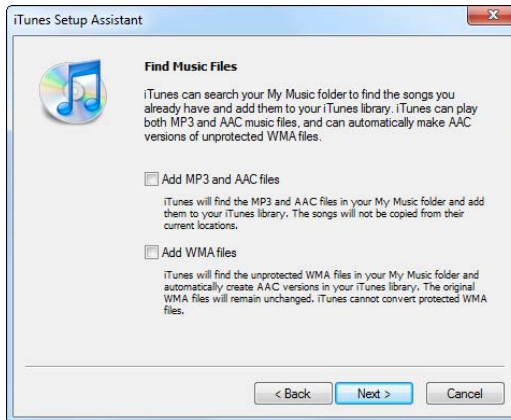 iTunes Setup Assistant
Find Music Files
iTunes can search your My Music folder to find the songs you
already have and add them to your iTunes library. iTunes can play
both MP3 and AAC music files, and can automatically make AAC
versions of unprotected WMA files.
Add MP3 and AAC files
iTunes will find the MP3 and AAC files in your My Music folder and add
them to your iTunes library. The songs will not be copied from their
current locations.
Add WMA files
iTunes will find the unprotected WMA files in your My Music folder and
automatically create AAC versions in your iTunes library. The original
WMA files will remain unchanged. iTunes cannot convert protected WMA
files.
< Back Next > Cancel